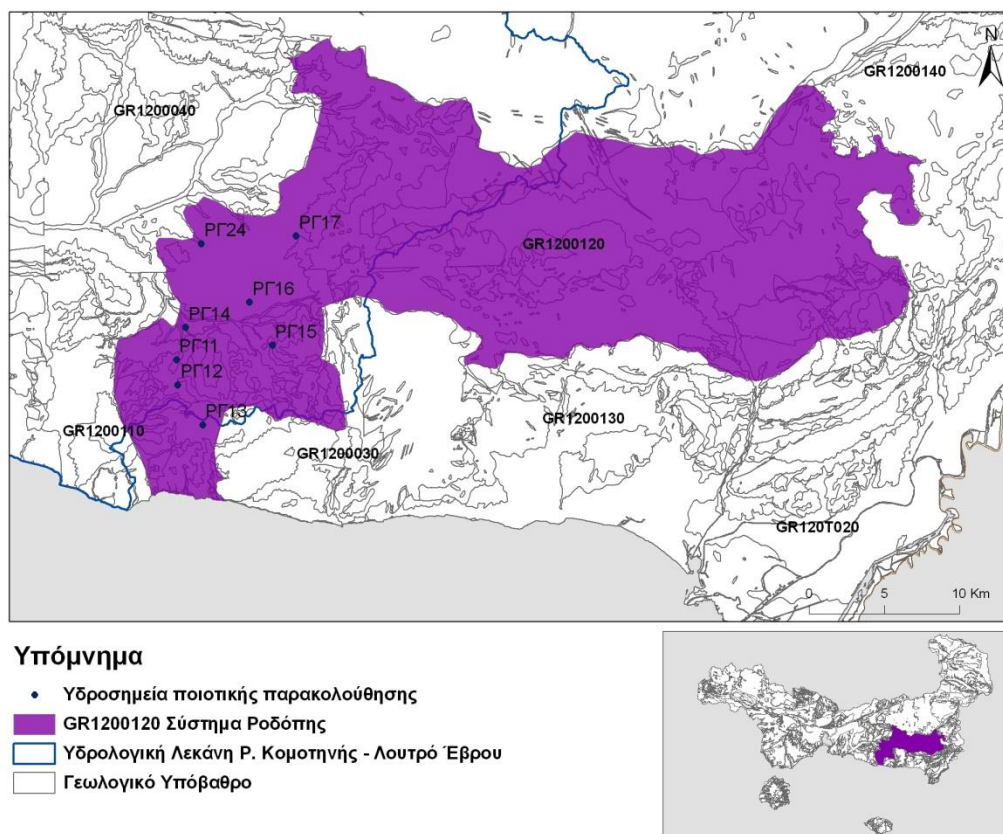 N
GR1200140
GR1200040
ΡΓ17
ΡΓ24
GR1200120
ΡΓ16
ΡΓ14
ΡΓ15
ΡΓ11
ΡΓ12
ΡΓ13
GR1200110
GR1200130
GR1200030
GR120T020
0 5 10 Km
Υπόμνημα
Υδροσημεία ποιοτικής παρακολούθησης
GR1200120 Σύστημα Ροδόπης
Υδρολογική Λεκάνη Ρ. Κομοτηνής - Λουτρό Έβρου
Γεωλογικό Υπόβαθρο